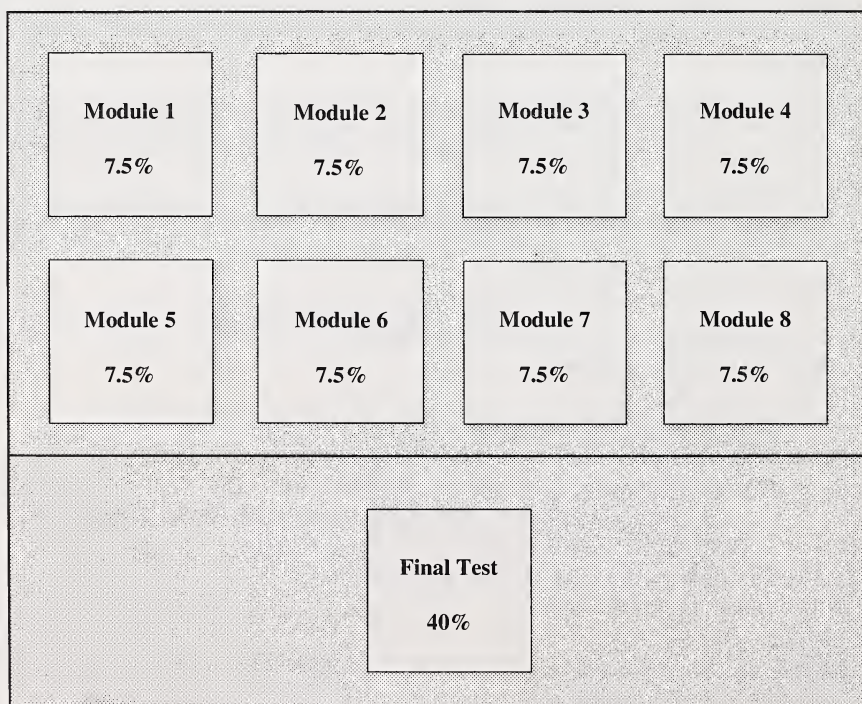 Module 1
7.5%
Module 2
7.5%
Module 3
7.5%
Module 4
7.5%
Module 5
7.5%
Module 6
7.5%
Module 7
7.5%
Module 8
7.5%
Final Test
40%